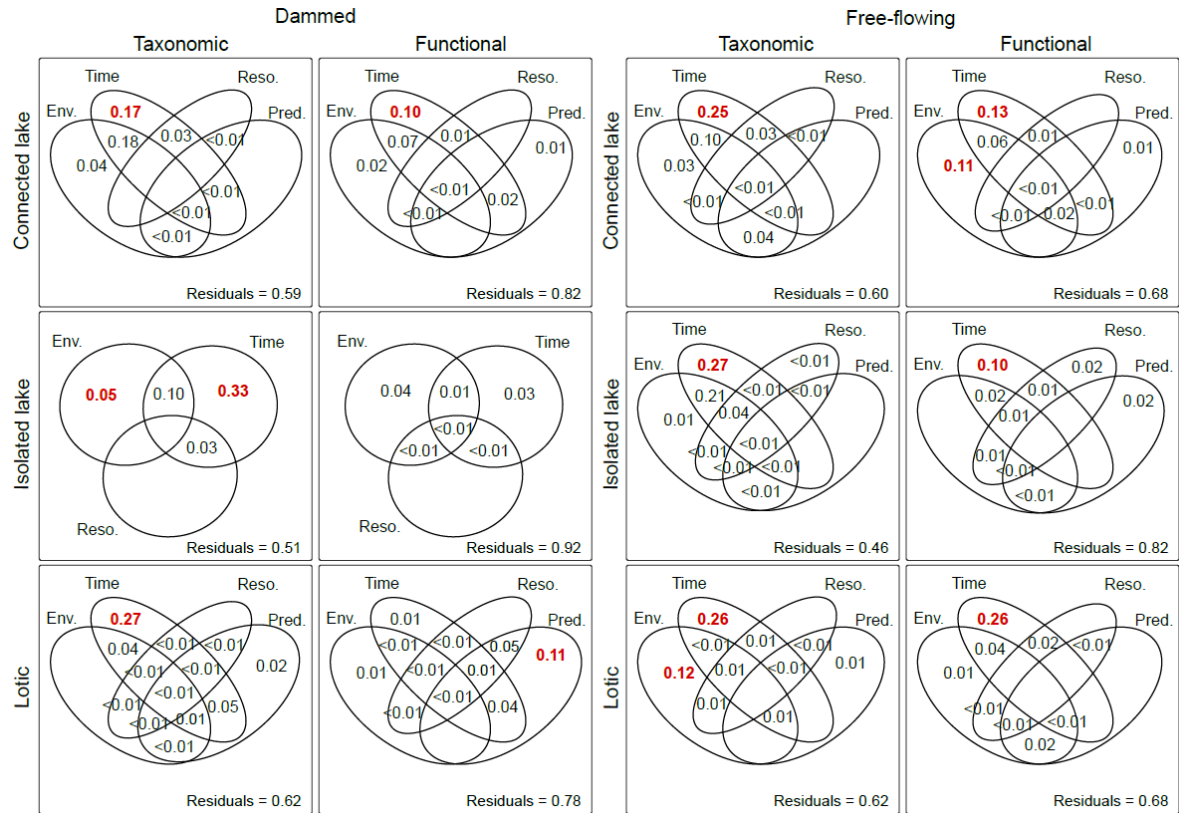 Dammed
Free-flowing
Taxonomic
Functional
Taxonomic
Functional
Connected lake
Time
Reso.
Env.
0.17
Pred.
0.18
0.03
<0.01
0.04
<0.01
<0.01
<0.01
Residuals = 0.59
Time
Reso.
Env.
0.10
Pred.
0.07
0.01
0.01
0.02
<0.01
0.02
<0.01
Residuals = 0.82
Connected lake
Time
Reso.
Env.
0.25
Pred.
0.10
0.03
<0.01
0.03
<0.01
<0.01
<0.01
0.04
Residuals = 0.60
Time
Reso.
Env.
0.13
Pred.
0.06
0.01
0.01
0.11
<0.01
<0.01
0.02
<0.01
Residuals = 0.68
Isolated lake
Env.
Time
0.05
0.10
0.33
0.03
Reso.
Residuals = 0.51
Env.
Time
0.04
0.01
0.03
<0.01
<0.01
<0.01
Reso.
Residuals = 0.92
Isolated lake
Time
Reso.
Env.
0.27
<0.01
Pred.
0.21
<0.01
<0.01
0.01
0.04
<0.01
<0.01
<0.01
<0.01
<0.01
Residuals = 0.46
Time
Reso.
Env.
0.10
0.02
Pred.
0.02
0.01
0.01
0.02
0.01
<0.01
<0.01
Residuals = 0.82
Lotic
Time
Reso.
Env.
0.27
Pred.
0.04
<0.01
<0.01
<0.01
<0.01
0.02
<0.01
<0.01
<0.01
0.01
0.05
<0.01
Residuals = 0.62
Time
Reso.
Env.
0.01
Pred.
<0.01
<0.01
0.05
0.11
0.01
<0.01
0.01
<0.01
<0.01
0.04
Residuals = 0.78
Lotic
Time
Reso.
Env.
0.26
Pred.
<0.01
0.01
<0.01
0.12
0.01
<0.01
0.01
0.01
0.01
Residuals = 0.62
Time
Reso.
Env.
0.26
Pred.
0.04
0.02
<0.01
0.01
<0.01
<0.01
<0.01
0.02
Residuals = 0.68